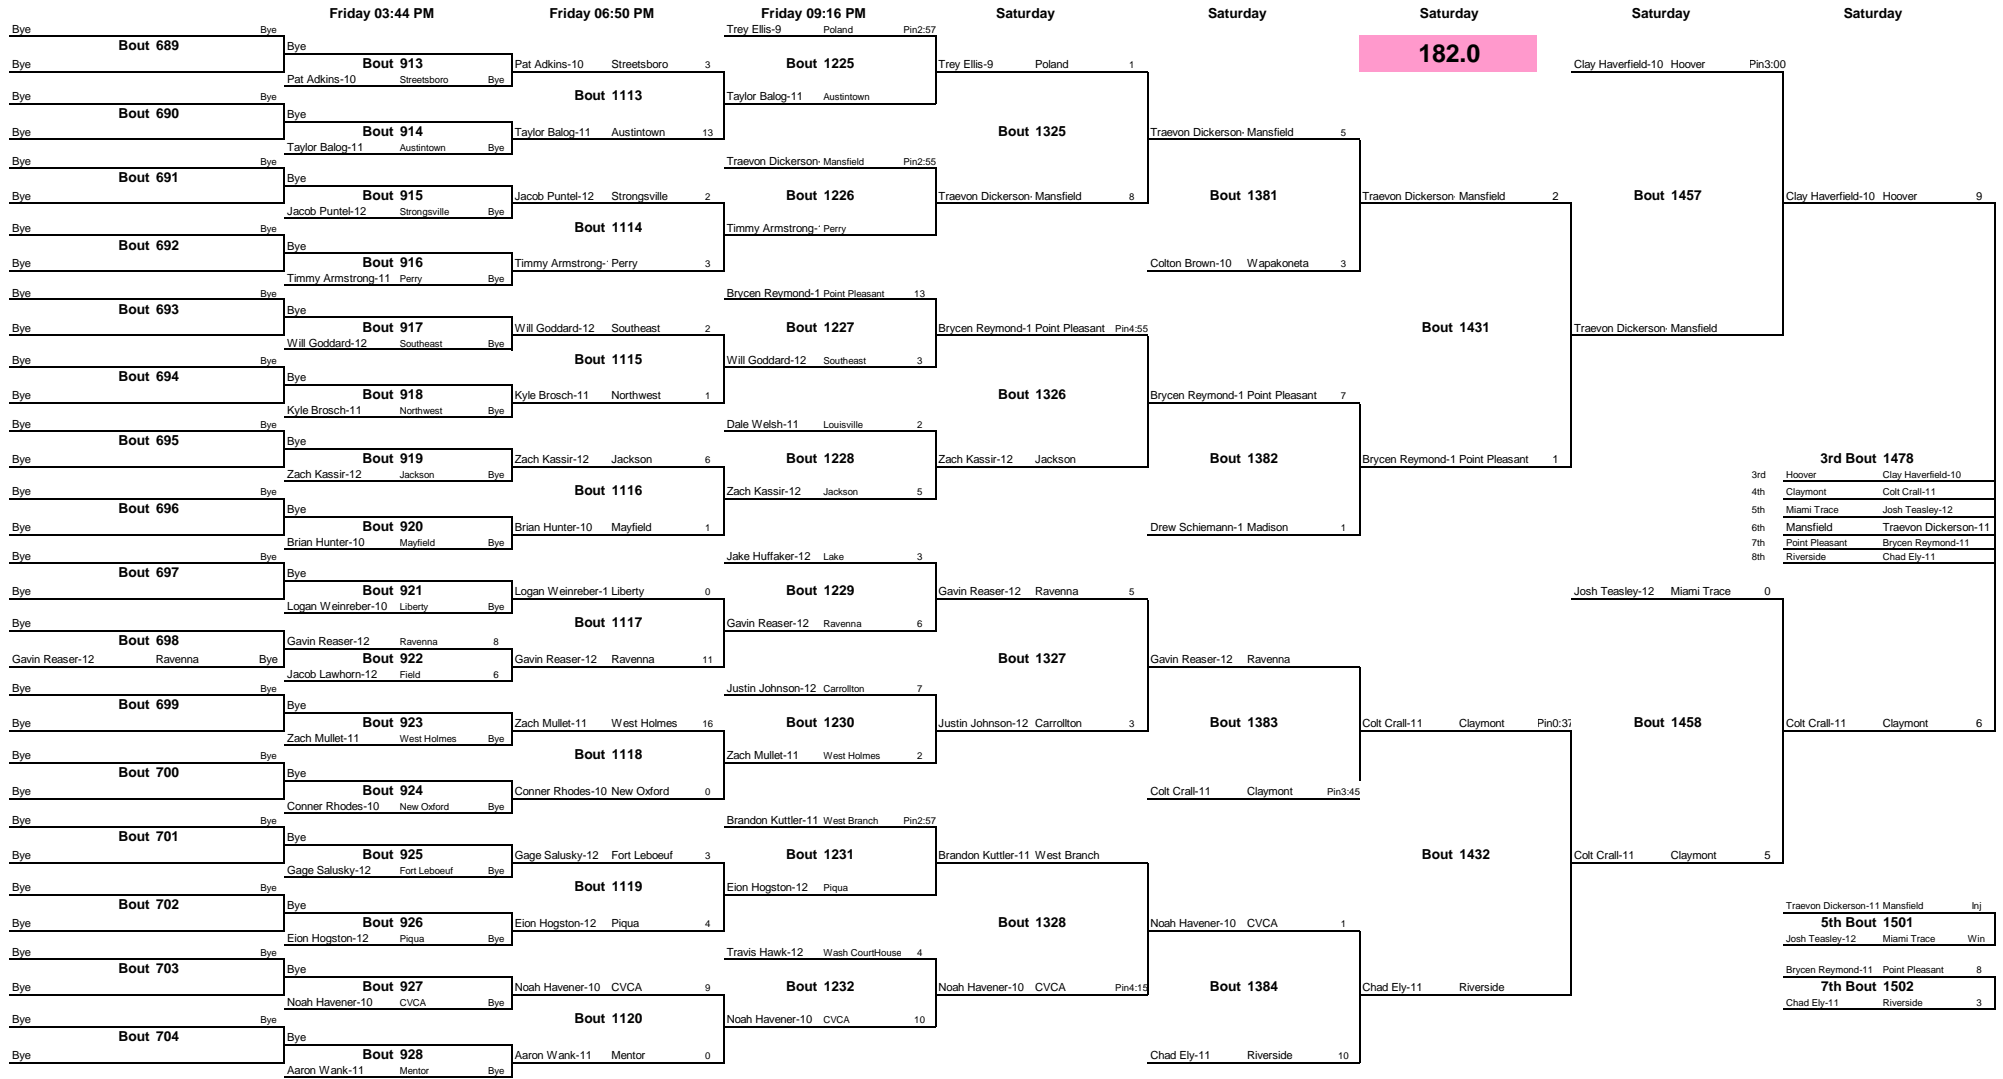 Friday 03:44 PM Friday 06:50 PM Friday 09:16 PM Saturday Saturday Saturday Saturday Saturday
182.0
Bye Bye
Bout 689
Bye
Bye Bye
Bout 690
Bye
Bye Bye
Bout 691
Bye
Bye Bye
Bout 692
Bye
Bye Bye
Bout 693
Bye
Bye Bye
Bout 694
Bye
Bye Bye
Bout 695
Bye
Bye Bye
Bout 696
Bye
Bye Bye
Bout 697
Bye
Bye Bye
Bout 698
Gavin Reaser-12 Ravenna Bye
Bye Bye
Bout 699
Bye
Bye Bye
Bout 700
Bye
Bye Bye
Bout 701
Bye
Bye Bye
Bout 702
Bye
Bye Bye
Bout 703
Bye
Bye Bye
Bout 704
Bye
Bye
Bout 913
Pat Adkins-10 Streetsboro Bye
Bye
Bout 914
Taylor Balog-11 Austintown Bye
Bye
Bout 915
Jacob Puntel-12 Strongsville Bye
Bye
Bout 916
Timmy Armstrong-11 Perry Bye
Bye
Bout 917
Will Goddard-12 Southeast Bye
Bye
Bout 918
Kyle Brosch-11 Northwest Bye
Bye
Bout 919
Zach Kassir-12 Jackson Bye
Bye
Bout 920
Brian Hunter-10 Mayfield Bye
Bye
Bout 921
Logan Weinreber-10 Liberty Bye
Gavin Reaser-12 Ravenna 8
Bout 922
Jacob Lawhorn-12 Field 6
Bye
Bout 923
Zach Mullet-11 West Holmes Bye
Bye
Bout 924
Conner Rhodes-10 New Oxford Bye
Bye
Bout 925
Gage Salusky-12 Fort Leboeuf Bye
Bye
Bout 926
Eion Hogston-12 Piqua Bye
Bye
Bout 927
Noah Havener-10 CVCA Bye
Bye
Bout 928
Aaron Wank-11 Mentor Bye
Pat Adkins-10 Streetsboro 3
Bout 1113
Taylor Balog-11 Austintown 13
Jacob Puntel-12 Strongsville 2
Bout 1114
Timmy Armstrong- Perry 3
Will Goddard-12 Southeast 2
Bout 1115
Kyle Brosch-11 Northwest 1
Zach Kassir-12 Jackson 6
Bout 1116
Brian Hunter-10 Mayfield 1
Logan Weinreber-1 Liberty 0
Bout 1117
Gavin Reaser-12 Ravenna 11
Zach Mullet-11 West Holmes 16
Bout 1118
Conner Rhodes-10 New Oxford 0
Gage Salusky-12 Fort Leboeuf 3
Bout 1119
Eion Hogston-12 Piqua 4
Noah Havener-10 CVCA 9
Bout 1120
Aaron Wank-11 Mentor 0
Trey Ellis-9 Poland Pin2:57
Bout 1225
Taylor Balog-11 Austintown
Traevon Dickerson- Mansfield Pin2:55
Bout 1226
Timmy Armstrong- Perry
Brycen Reymond-1 Point Pleasant 13
Bout 1227
Will Goddard-12 Southeast 3
Dale Welsh-11 Louisville 2
Bout 1228
Zach Kassir-12 Jackson 5
Jake Huffaker-12 Lake 3
Bout 1229
Gavin Reaser-12 Ravenna 6
Justin Johnson-12 Carrollton 7
Bout 1230
Zach Mullet-11 West Holmes 2
Brandon Kuttler-11 West Branch Pin2:57
Bout 1231
Eion Hogston-12 Piqua
Travis Hawk-12 Wash CourtHouse 4
Bout 1232
Noah Havener-10 CVCA 10
Trey Ellis-9 Poland 1
Bout 1325
Traevon Dickerson- Mansfield 8
Brycen Reymond-1 Point Pleasant Pin4:55
Bout 1326
Zach Kassir-12 Jackson
Gavin Reaser-12 Ravenna 5
Bout 1327
Justin Johnson-12 Carrollton 3
Brandon Kuttler-11 West Branch
Bout 1328
Noah Havener-10 CVCA Pin4:15
Traevon Dickerson- Mansfield 5
Bout 1381
Colton Brown-10 Wapakoneta 3
Brycen Reymond-1 Point Pleasant 7
Bout 1382
Drew Schiemann-1 Madison 1
Gavin Reaser-12 Ravenna
Bout 1383
Colt Crall-11 Claymont Pin3:45
Noah Havener-10 CVCA 1
Bout 1384
Chad Ely-11 Riverside 10
Traevon Dickerson- Mansfield 2
Bout 1431
Brycen Reymond-1 Point Pleasant 1
Colt Crall-11 Claymont Pin0:37
Bout 1432
Chad Ely-11 Riverside
Clay Haverfield-10 Hoover Pin3:00
Bout 1457
Traevon Dickerson- Mansfield
Josh Teasley-12 Miami Trace 0
Bout 1458
Colt Crall-11 Claymont 5
Clay Haverfield-10 Hoover 9
3rd Bout 1478
3rd Hoover Clay Haverfield-10
4th Claymont Colt Crall-11
5th Miami Trace Josh Teasley-12
6th Mansfield Traevon Dickerson-11
7th Point Pleasant Brycen Reymond-11
8th Riverside Chad Ely-11
Colt Crall-11 Claymont 6
Traevon Dickerson-11 Mansfield Inj
5th Bout 1501
Josh Teasley-12 Miami Trace Win
Brycen Reymond-11 Point Pleasant 8
7th Bout 1502
Chad Ely-11 Riverside 3